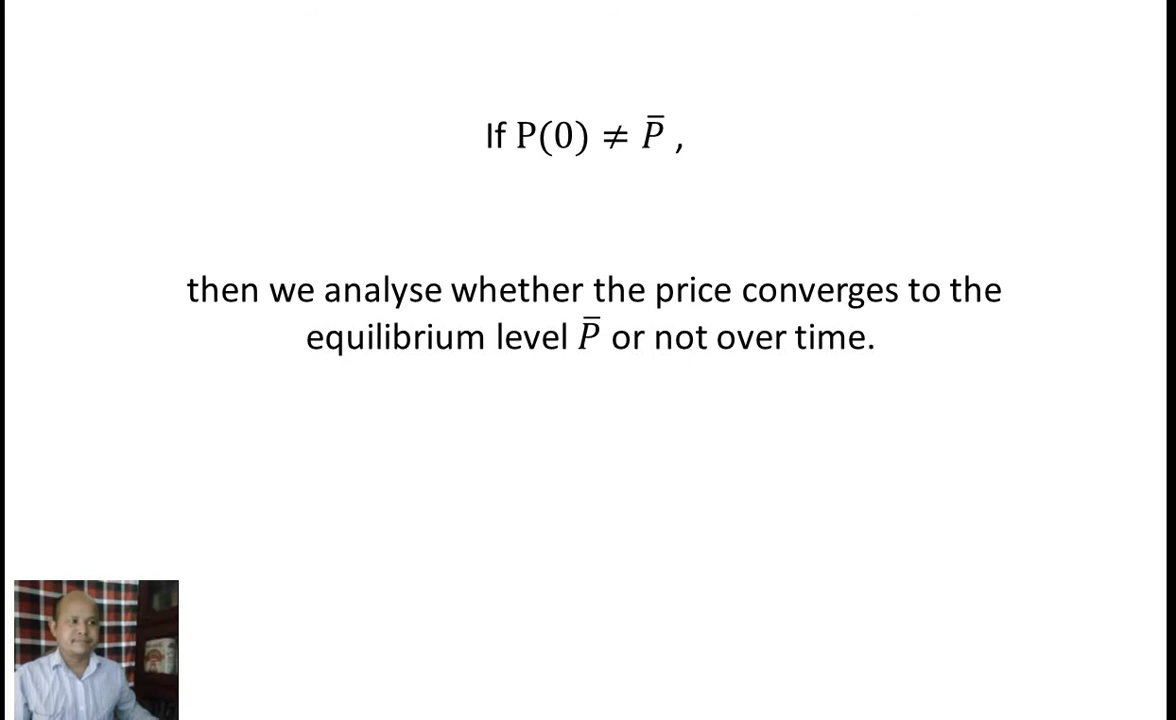 If P(0) ≠ P̄ ,
then we analyse whether the price converges to the
equilibrium level P̄ or not over time.